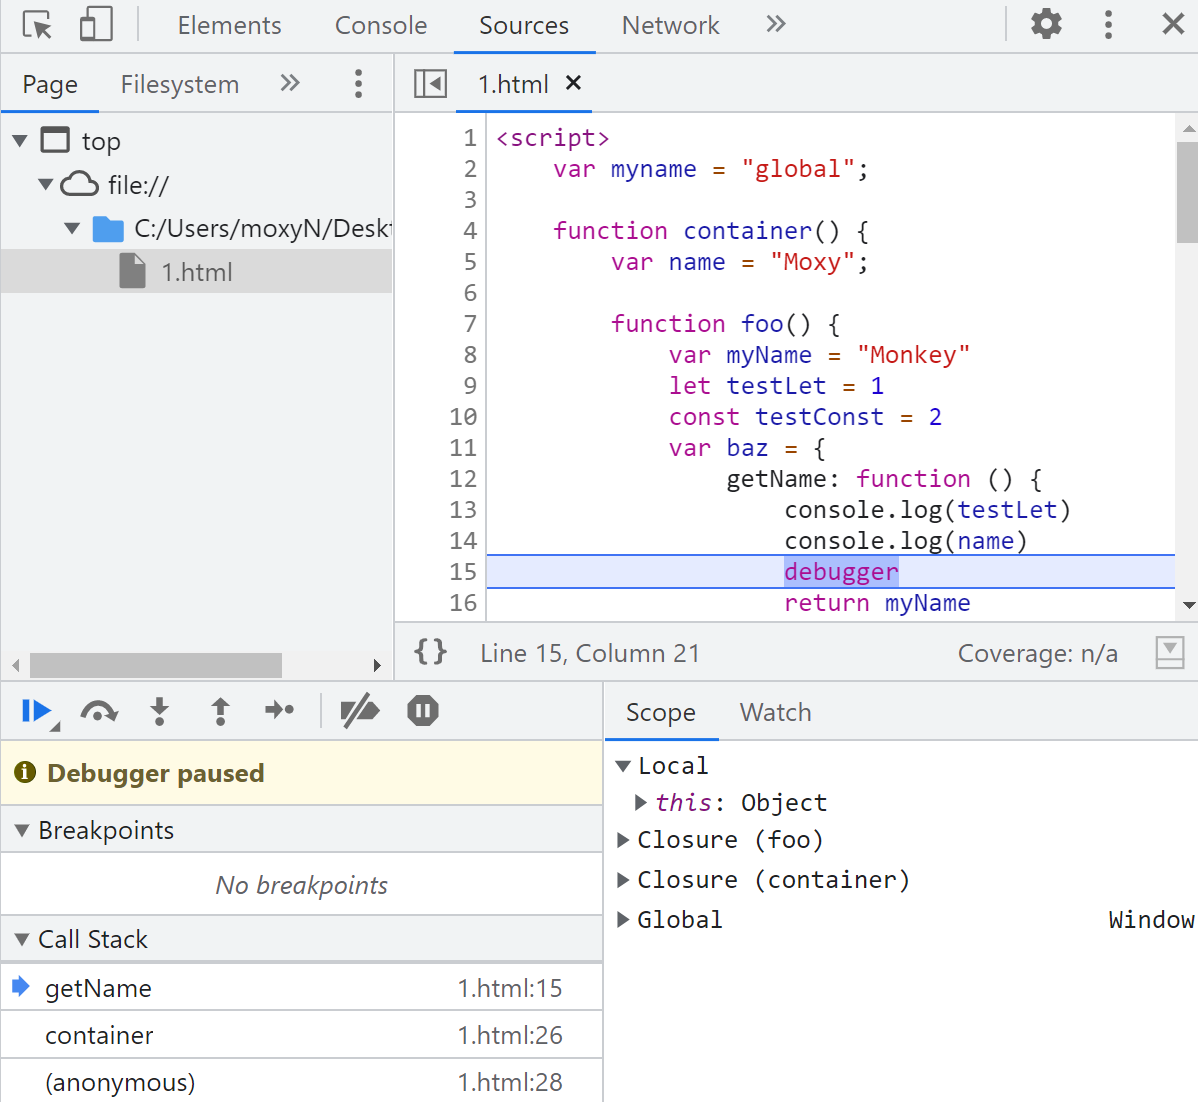 Elements Console Sources Network »
Page Filesystem »
1.html ×
top
file://
C:/Users/moxyN/Deskt
1.html
1 <script>
2     var myname = "global";
3
4     function container() {
5         var name = "Moxy";
6
7         function foo() {
8             var myName = "Monkey"
9             let testLet = 1
10             const testConst = 2
11             var baz = {
12                 getName: function () {
13                     console.log(testLet)
14                     console.log(name)
15                     debugger
16                     return myName
{} Line 15, Column 21 Coverage: n/a
Debugger paused
Breakpoints
No breakpoints
Call Stack
getName 1.html:15
container 1.html:26
(anonymous) 1.html:28
Scope Watch
Local
this: Object
Closure (foo)
Closure (container)
Global Window